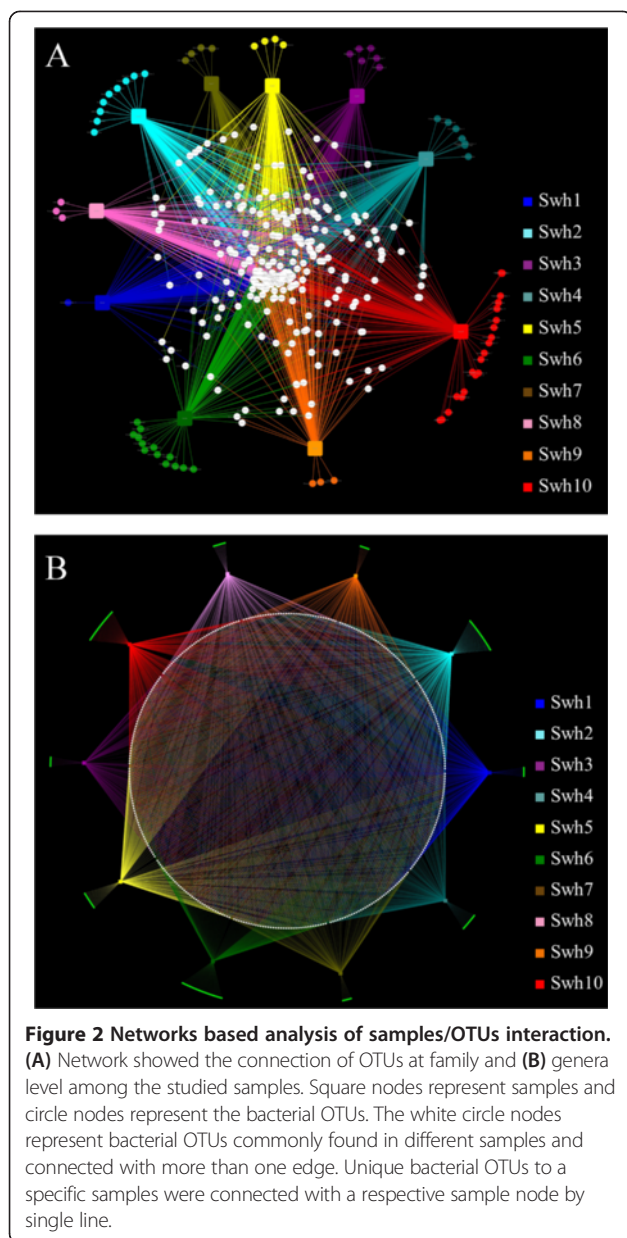 A
Swh1
Swh2
Swh3
Swh4
Swh5
Swh6
Swh7
Swh8
Swh9
Swh10
B
Swh1
Swh2
Swh3
Swh4
Swh5
Swh6
Swh7
Swh8
Swh9
Swh10
Figure 2 Networks based analysis of samples/OTUs interaction.
(A) Network showed the connection of OTUs at family and (B) genera
level among the studied samples. Square nodes represent samples and
circle nodes represent the bacterial OTUs. The white circle nodes
represent bacterial OTUs commonly found in different samples and
connected with more than one edge. Unique bacterial OTUs to a
specific samples were connected with a respective sample node by
single line.